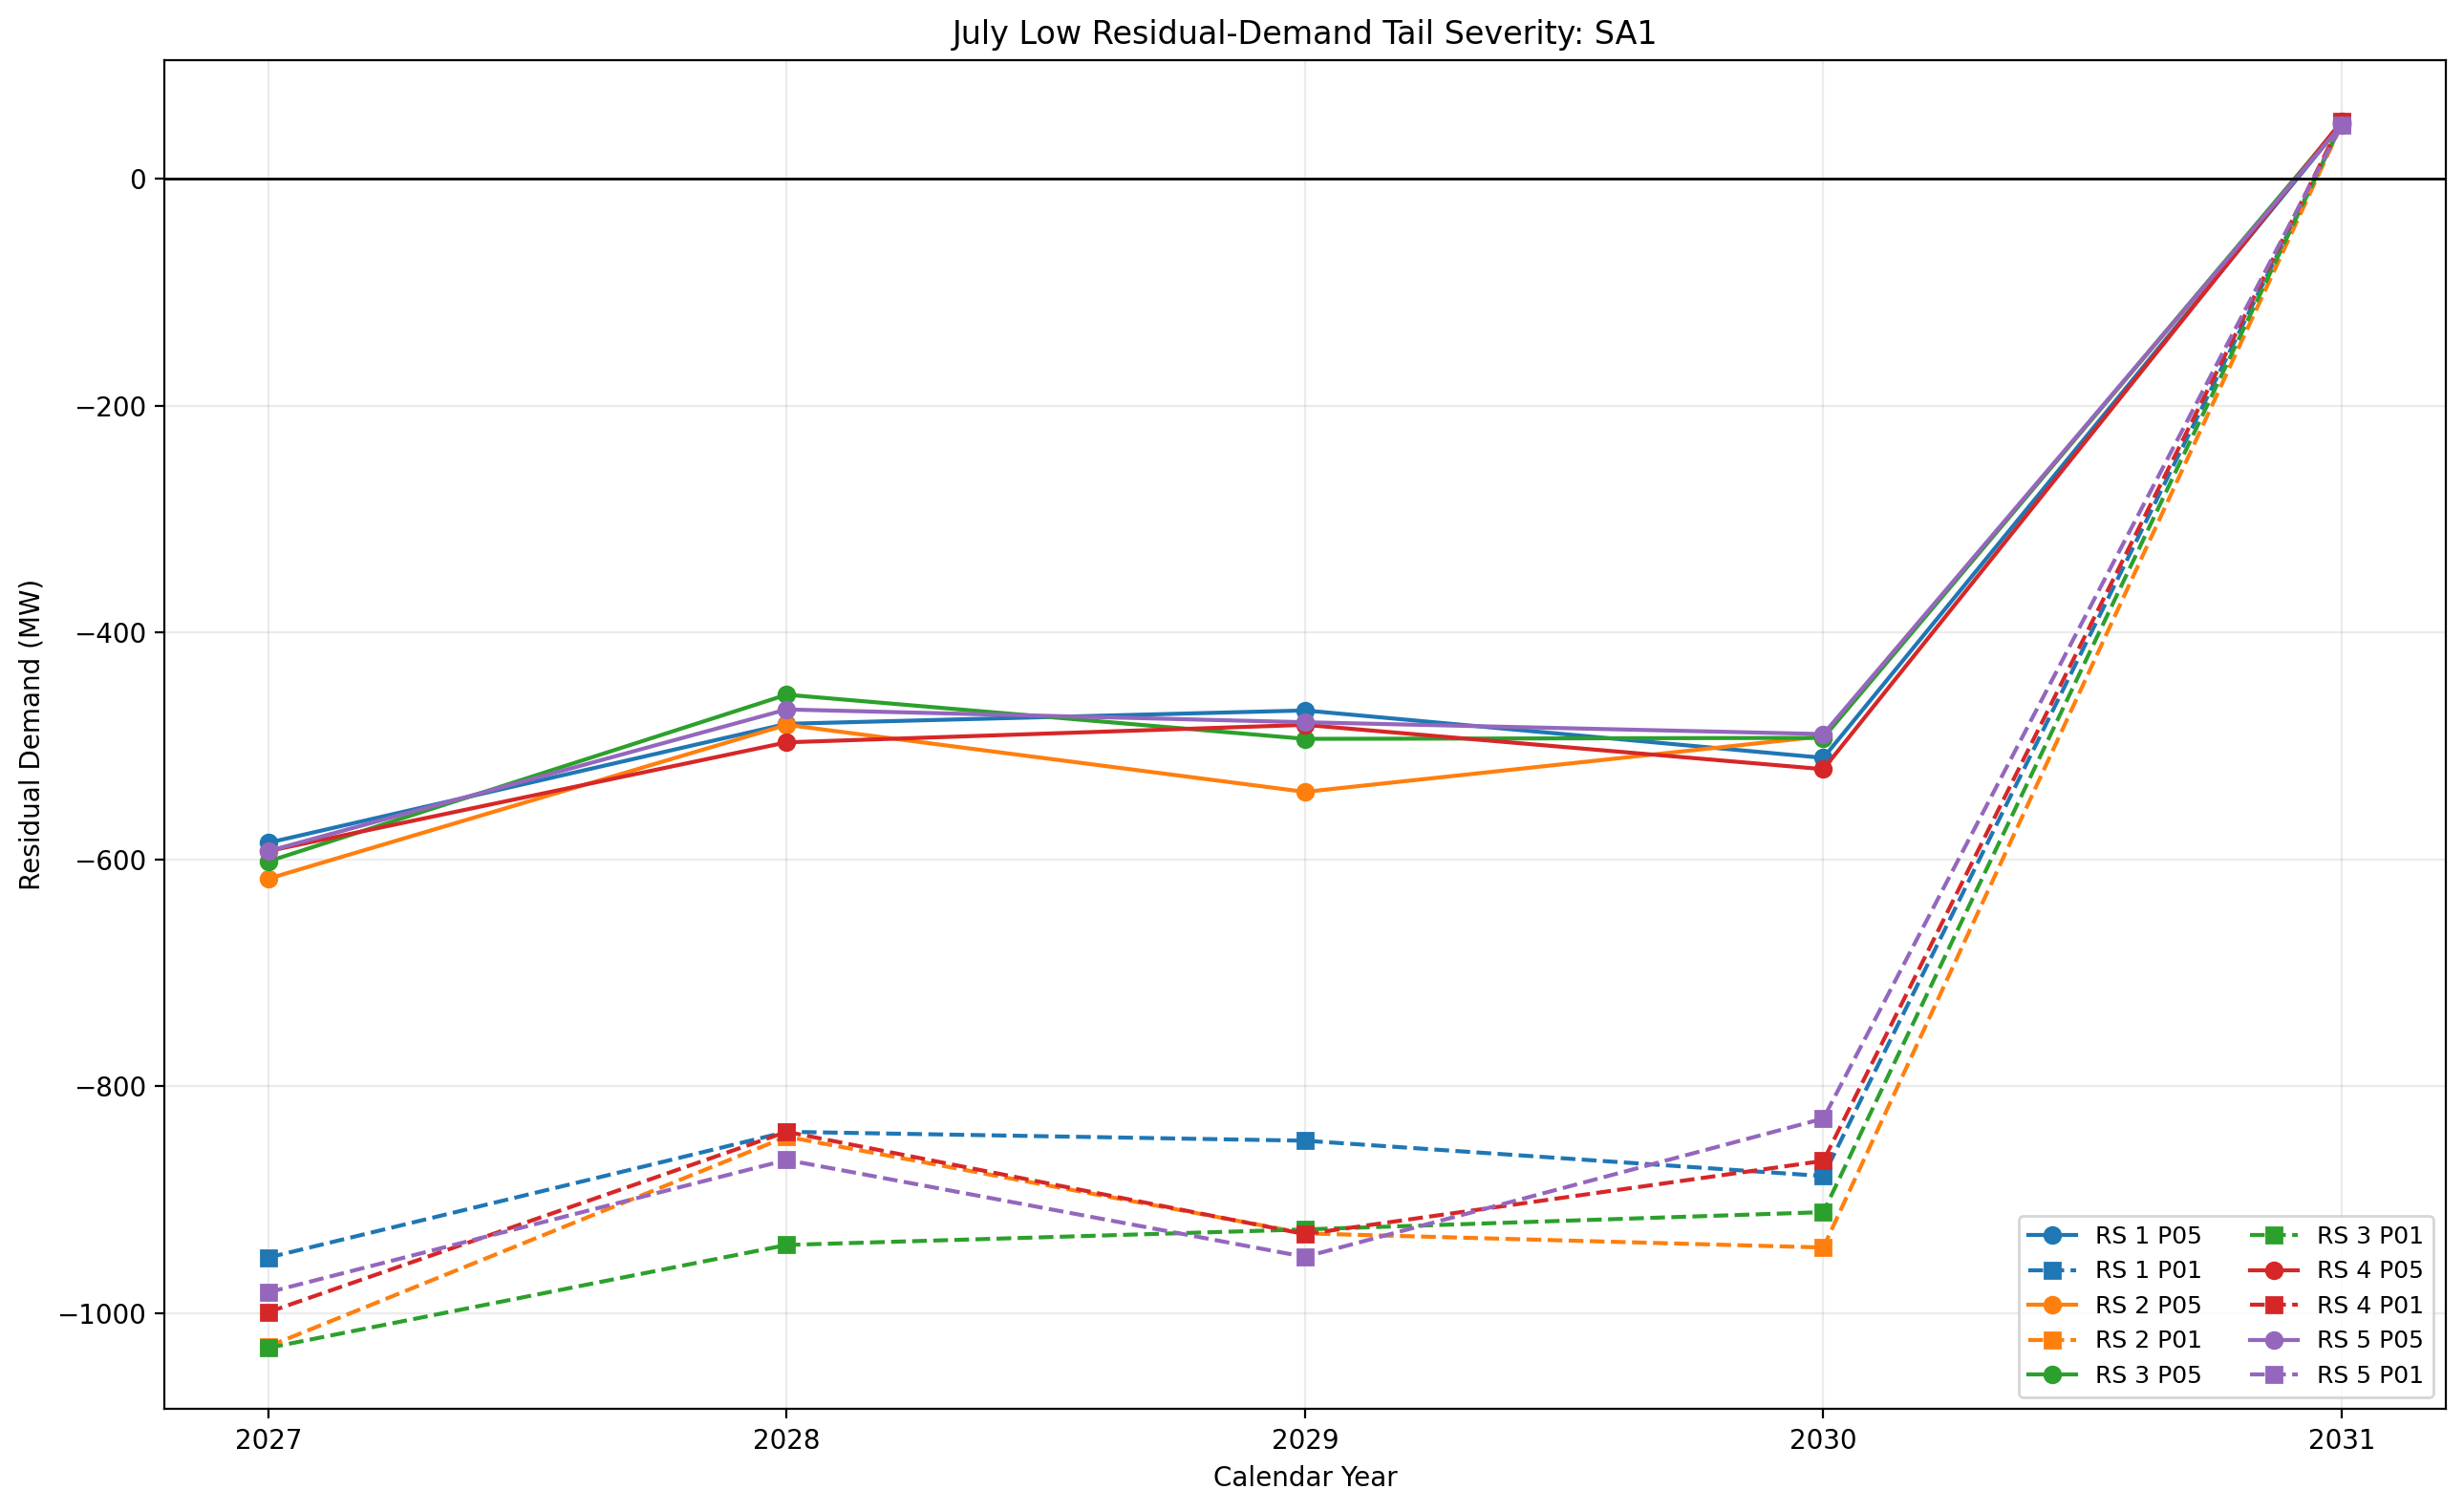 July Low Residual-Demand Tail Severity: SA1
Residual Demand (MW)
0
−200
−400
−600
−800
−1000
2027
2028
2029
2030
2031
Calendar Year
RS 1 P05
RS 1 P01
RS 2 P05
RS 2 P01
RS 3 P05
RS 3 P01
RS 4 P05
RS 4 P01
RS 5 P05
RS 5 P01